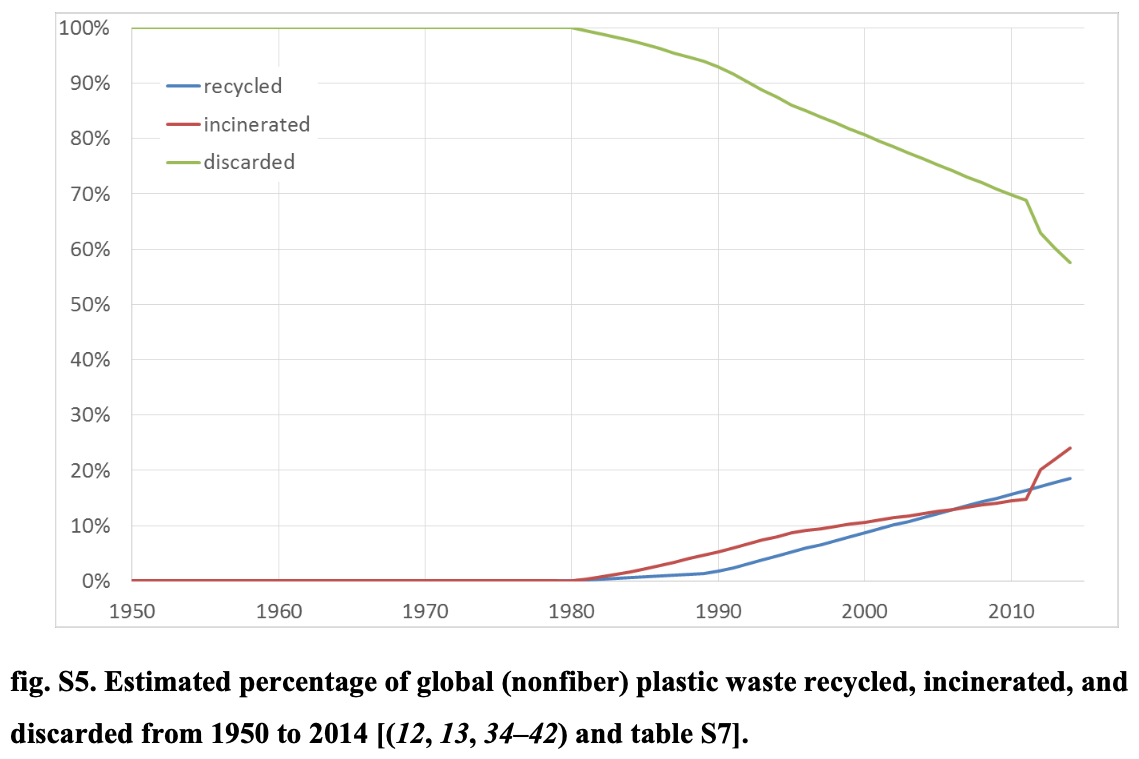 100%
90%
80%
70%
60%
50%
40%
30%
20%
10%
0%
recycled
incinerated
discarded
1950 1960 1970 1980 1990 2000 2010
fig. S5. Estimated percentage of global (nonfiber) plastic waste recycled, incinerated, and
discarded from 1950 to 2014 [(12, 13, 34–42) and table S7].